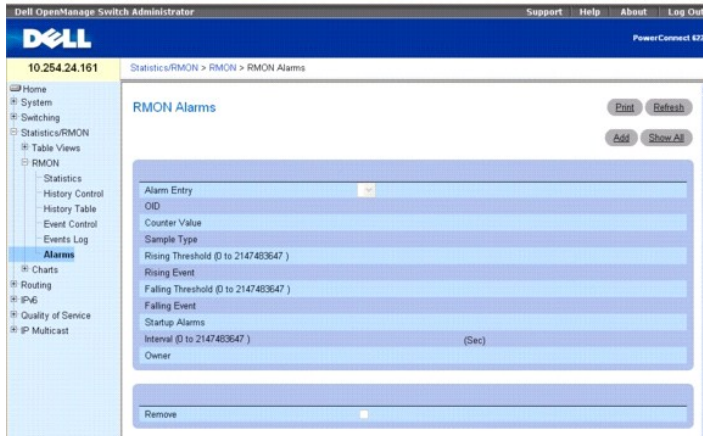 Dell OpenManage Switch Administrator
Support Help About Log Out
DELL
PowerConnect 622
10.254.24.161
Statistics/RMON > RMON > RMON Alarms
Home
System
Switching
Statistics/RMON
Table Views
RMON
Statistics
History Control
History Table
Event Control
Events Log
Alarms
Charts
Routing
IPv6
Quality of Service
IP Multicast
RMON Alarms
Print Refresh
Add Show All
Alarm Entry
OID
Counter Value
Sample Type
Rising Threshold (0 to 2147483647 )
Rising Event
Falling Threshold (0 to 2147483647 )
Falling Event
Startup Alarms
Interval (0 to 2147483647 ) (Sec)
Owner
Remove